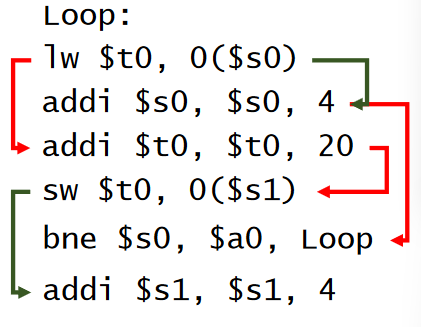 Loop:
lw $t0, 0($s0)
addi $s0, $s0, 4
addi $t0, $t0, 20
sw $t0, 0($s1)
bne $s0, $a0, Loop
addi $s1, $s1, 4